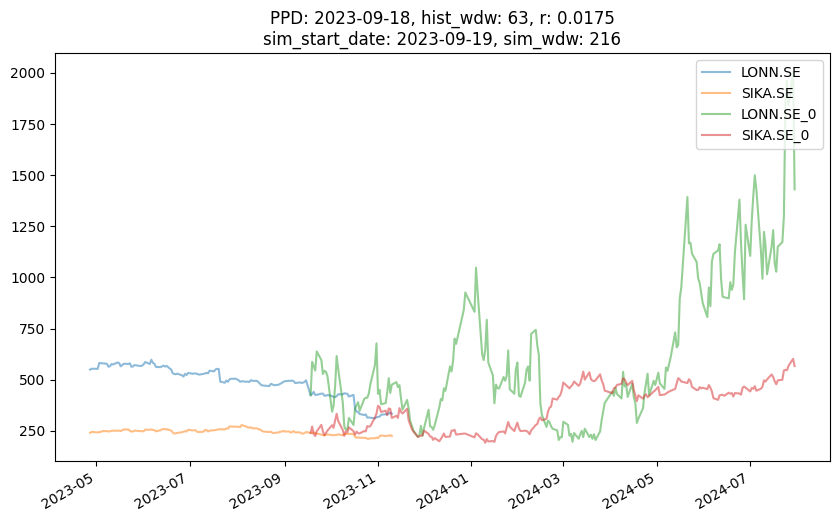 PPD: 2023-09-18, hist_wdw: 63, r: 0.0175
sim_start_date: 2023-09-19, sim_wdw: 216
LONN.SE
SIKA.SE
LONN.SE_0
SIKA.SE_0
2000
1750
1500
1250
1000
750
500
250
2023-05
2023-07
2023-09
2023-11
2024-01
2024-03
2024-05
2024-07